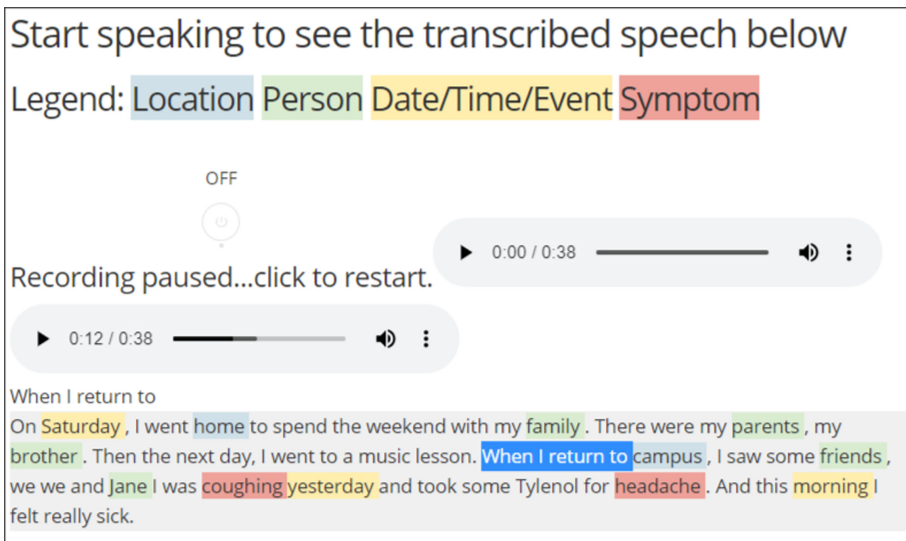 Start speaking to see the transcribed speech below
Legend: Location Person Date/Time/Event Symptom
OFF
0:00 / 0:38
Recording paused...click to restart.
0:12 / 0:38
When I return to
On Saturday , I went home to spend the weekend with my family . There were my parents , my
brother . Then the next day, I went to a music lesson. When I return to campus , I saw some friends ,
we we and Jane I was coughing yesterday and took some Tylenol for headache . And this morning I
felt really sick.